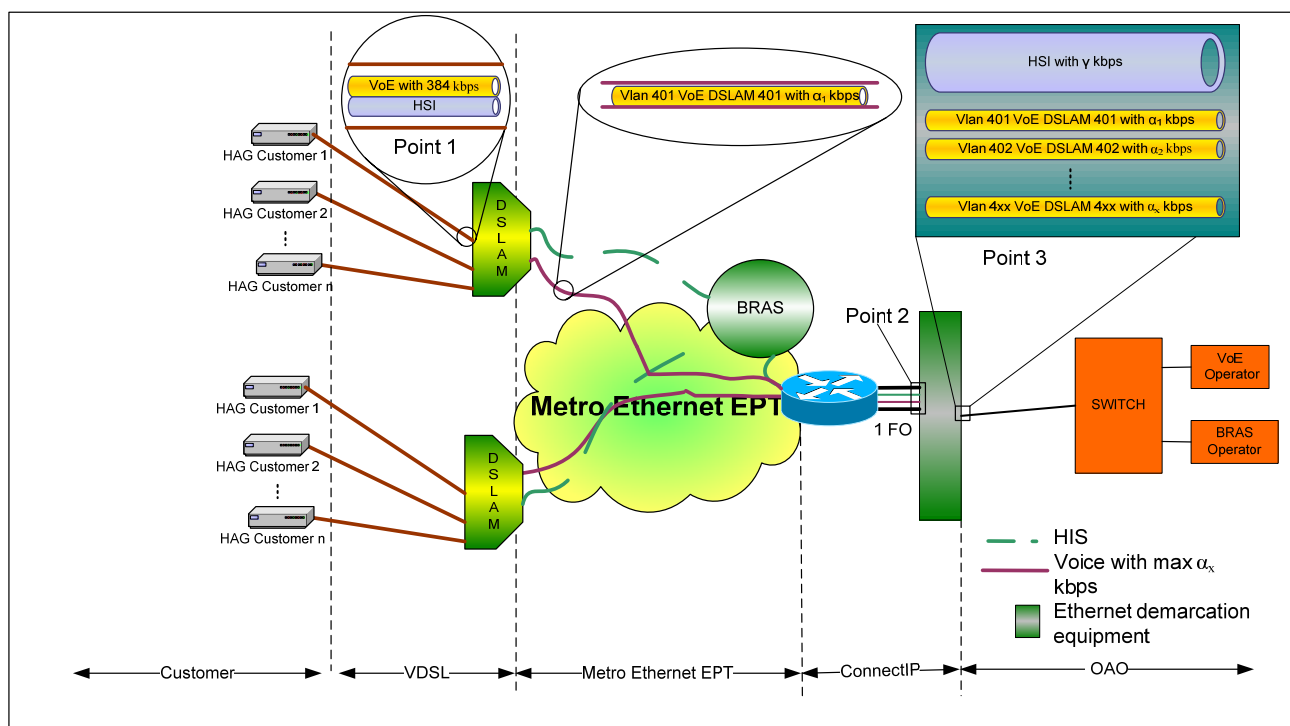 VoE with 384 kbps
HSI
Point 1
Vlan 401 VoE DSLAM 401 with α₁ kbps
HSI with γ kbps
Vlan 401 VoE DSLAM 401 with α₁ kbps
Vlan 402 VoE DSLAM 402 with α₂ kbps
Vlan 4xx VoE DSLAM 4xx with αₓ kbps
Point 3
HAG Customer 1
HAG Customer 2
HAG Customer n
DSLAM
BRAS
Point 2
Metro Ethernet EPT
1 FO
SWITCH
VoE
Operator
BRAS
Operator
HAG Customer 1
HAG Customer 2
HAG Customer n
DSLAM
HIS
Voice with max αₓ
kbps
Ethernet demarcation
equipment
Customer
VDSL
Metro Ethernet EPT
ConnectIP
OAO